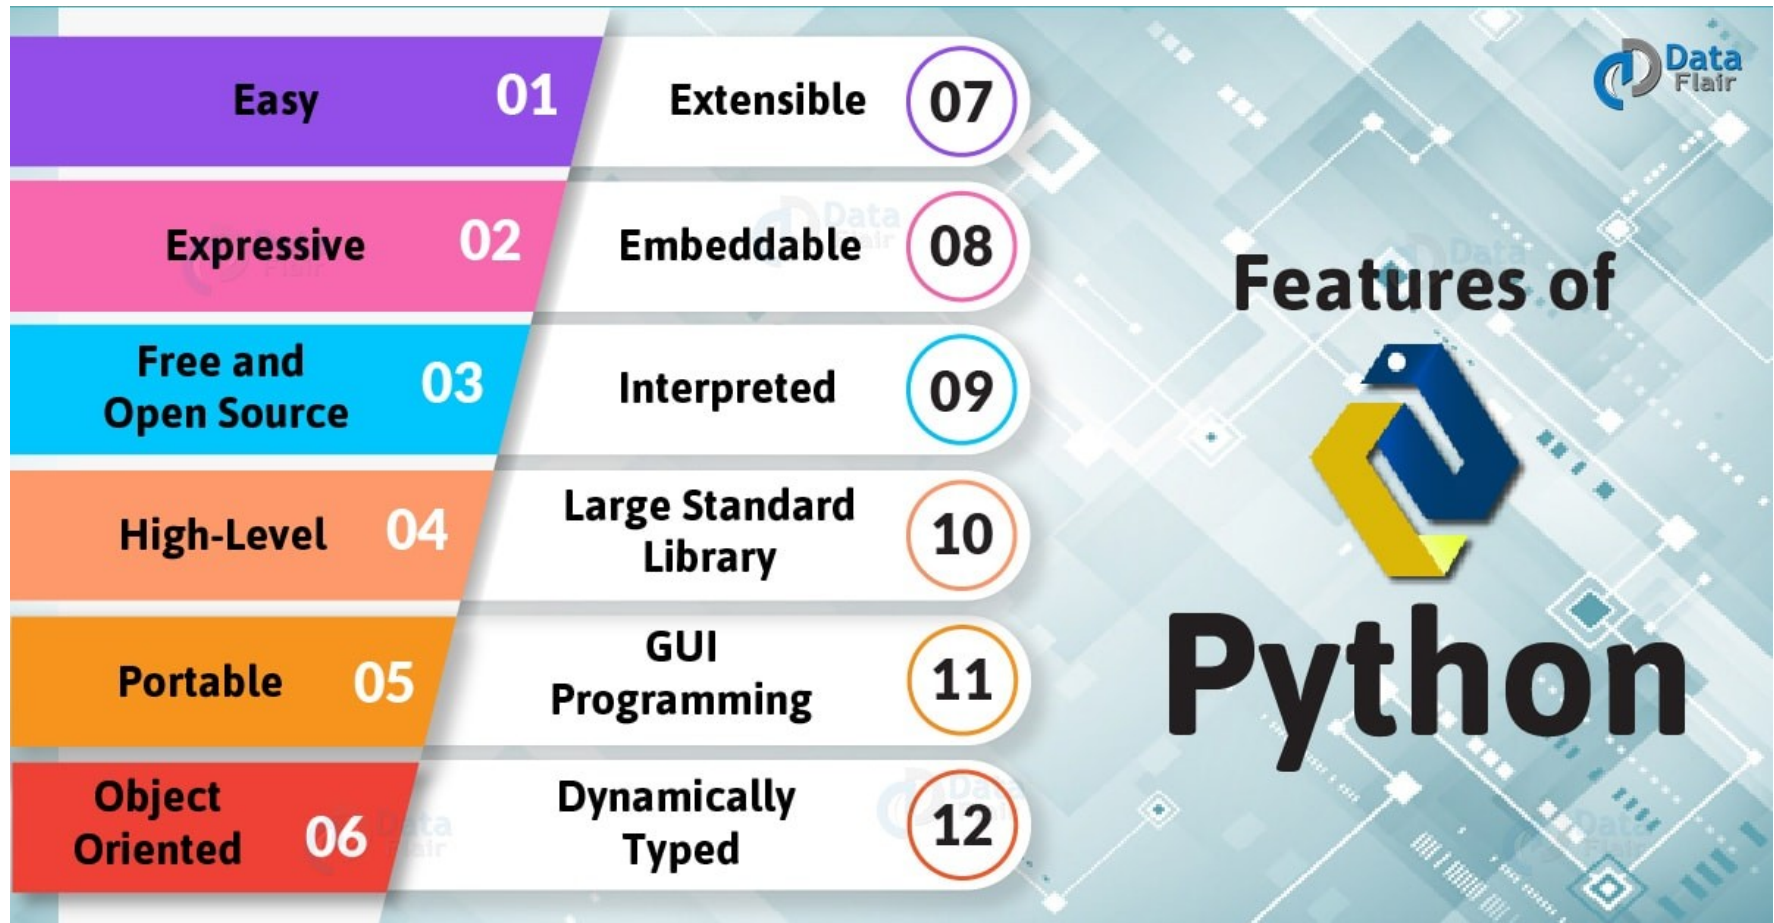 Easy 01
Expressive 02
Free and
Open Source 03
High-Level 04
Portable 05
Object
Oriented 06
Extensible 07
Embeddable 08
Interpreted 09
Large Standard
Library 10
GUI
Programming 11
Dynamically
Typed 12
Data
Flair
Features of
Python